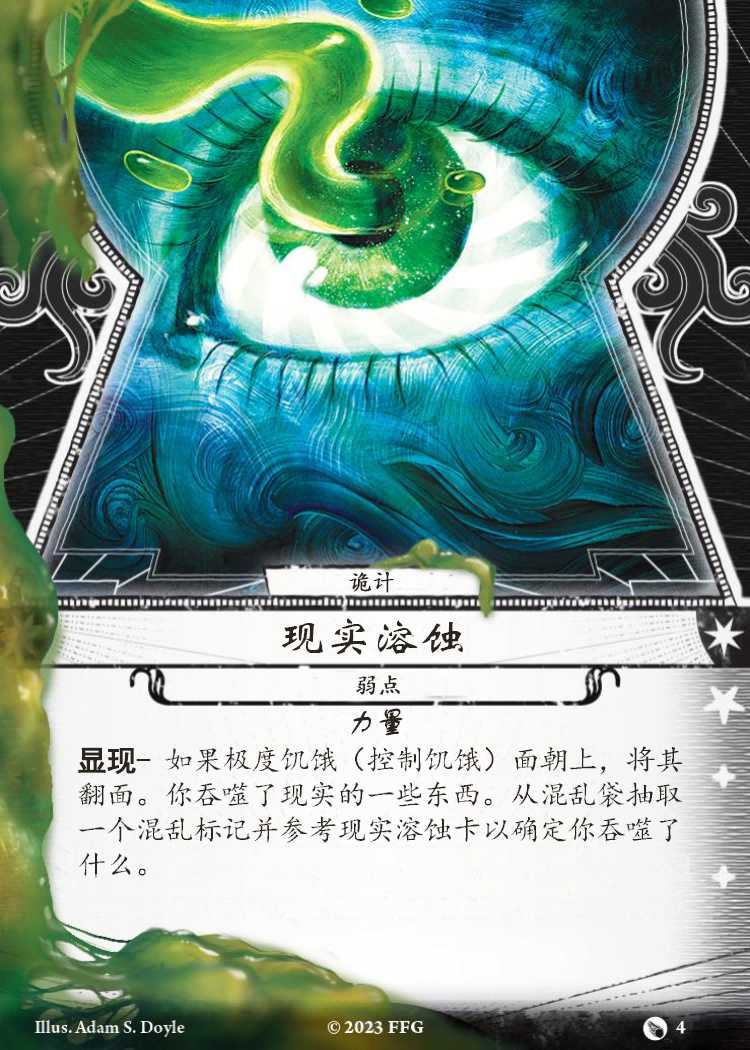 诡计
现实溶蚀
弱点
力量
显现– 如果极度饥饿（控制饥饿）面朝上，将其
翻面。你吞噬了现实的一些东西。从混乱袋抽取
一个混乱标记并参考现实溶蚀卡以确定你吞噬了
什么。
Illus. Adam S. Doyle
© 2023 FFG
4